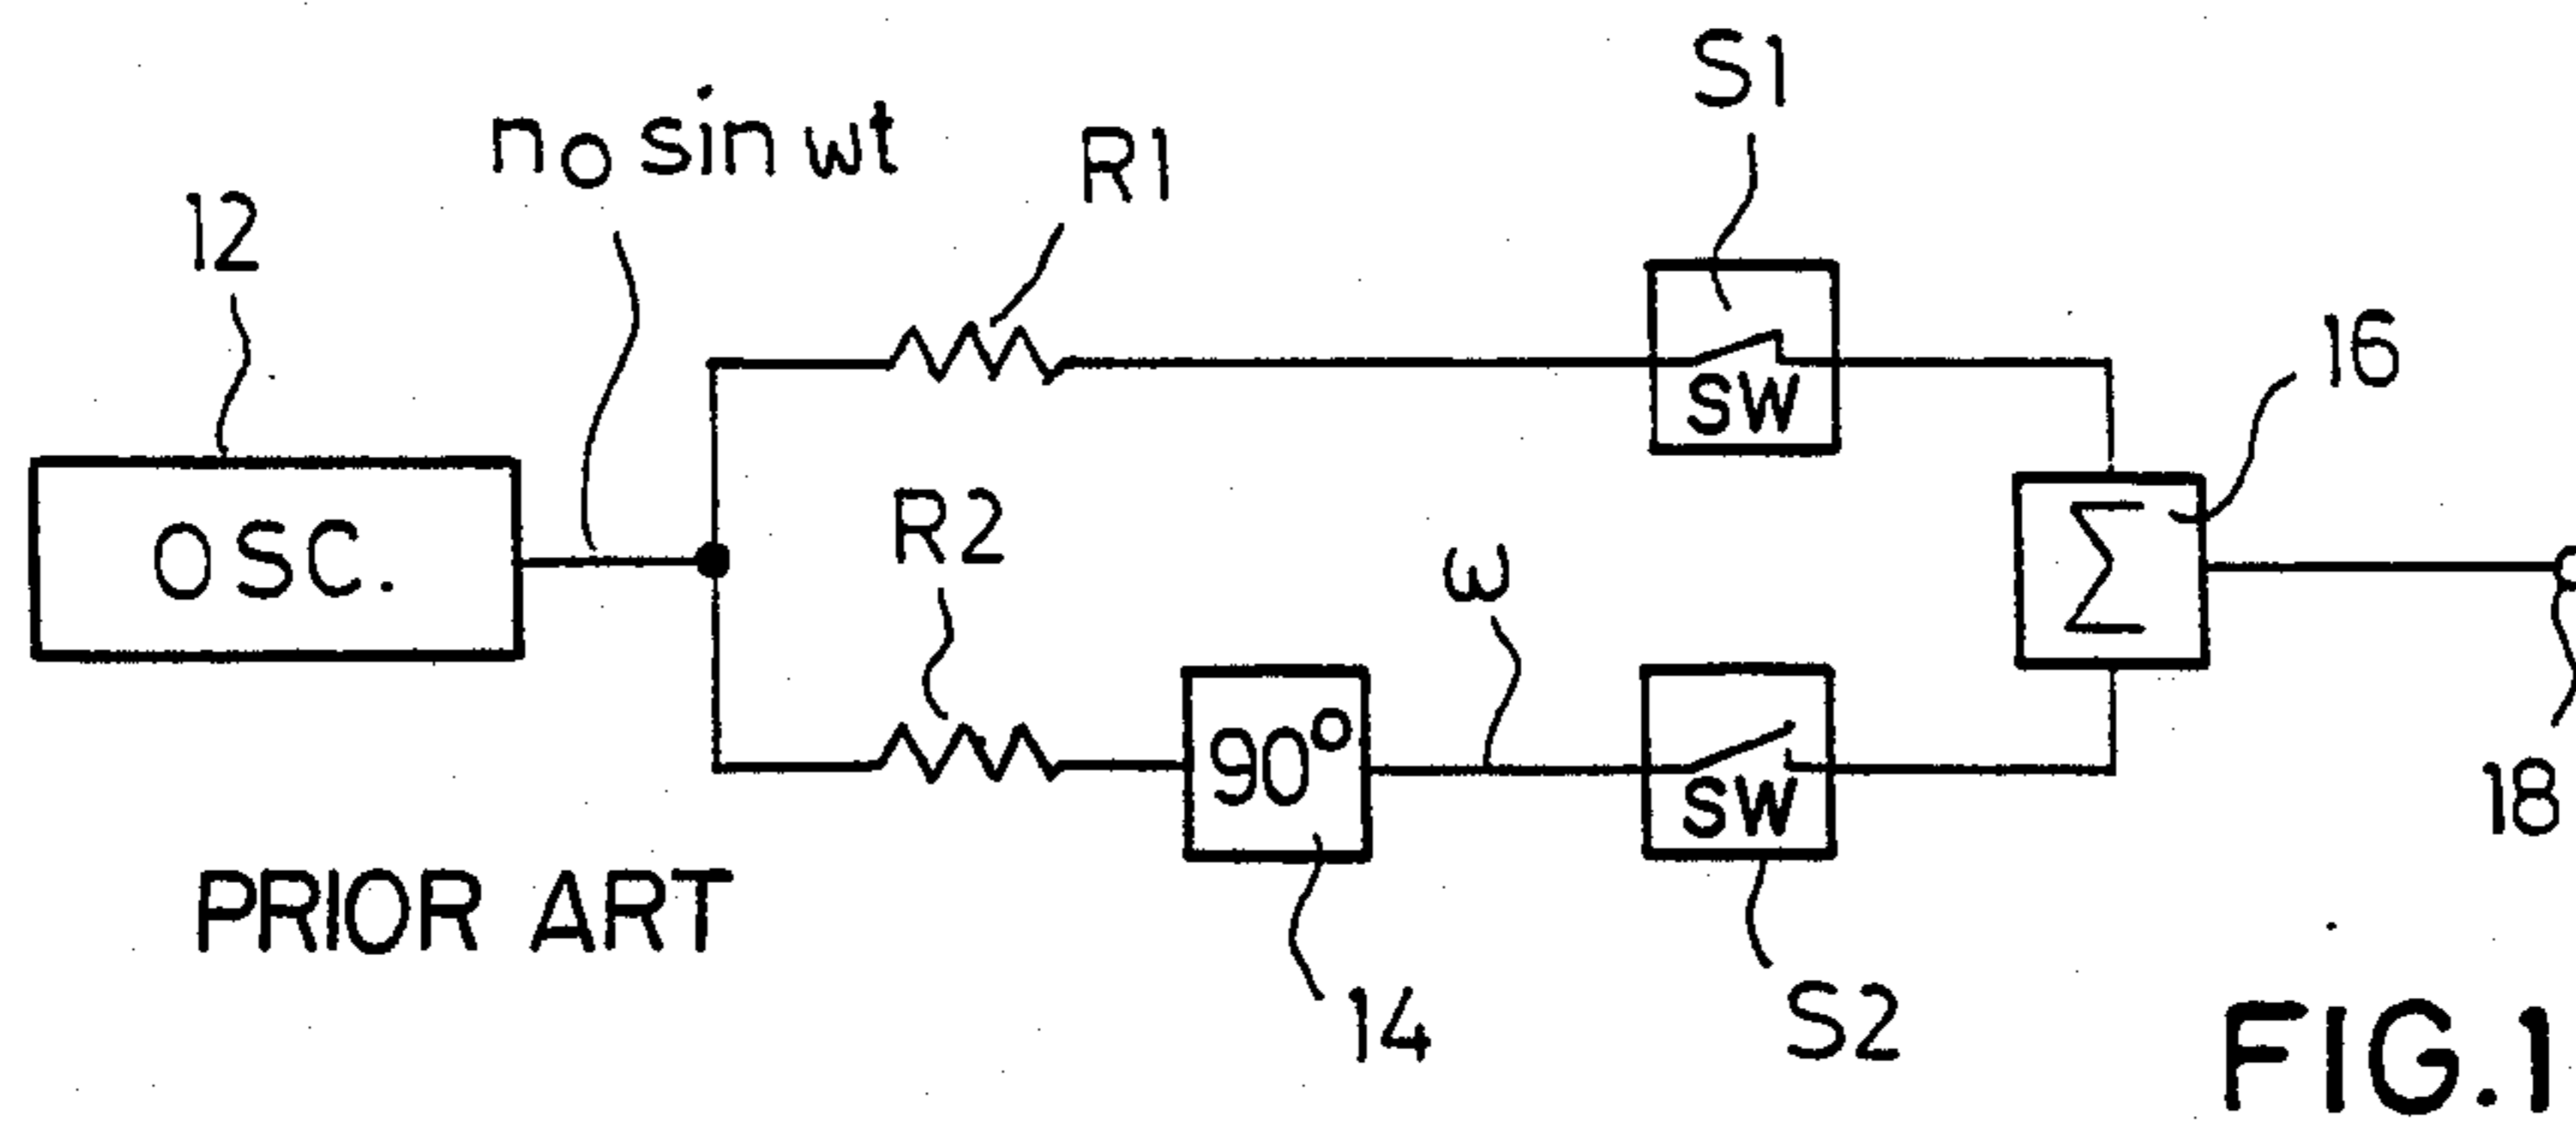 S1
n₀ sin wt
R1
12
16
SW
R2
OSC.
ω
Σ
90°
SW
18
PRIOR ART
14
S2
FIG.1